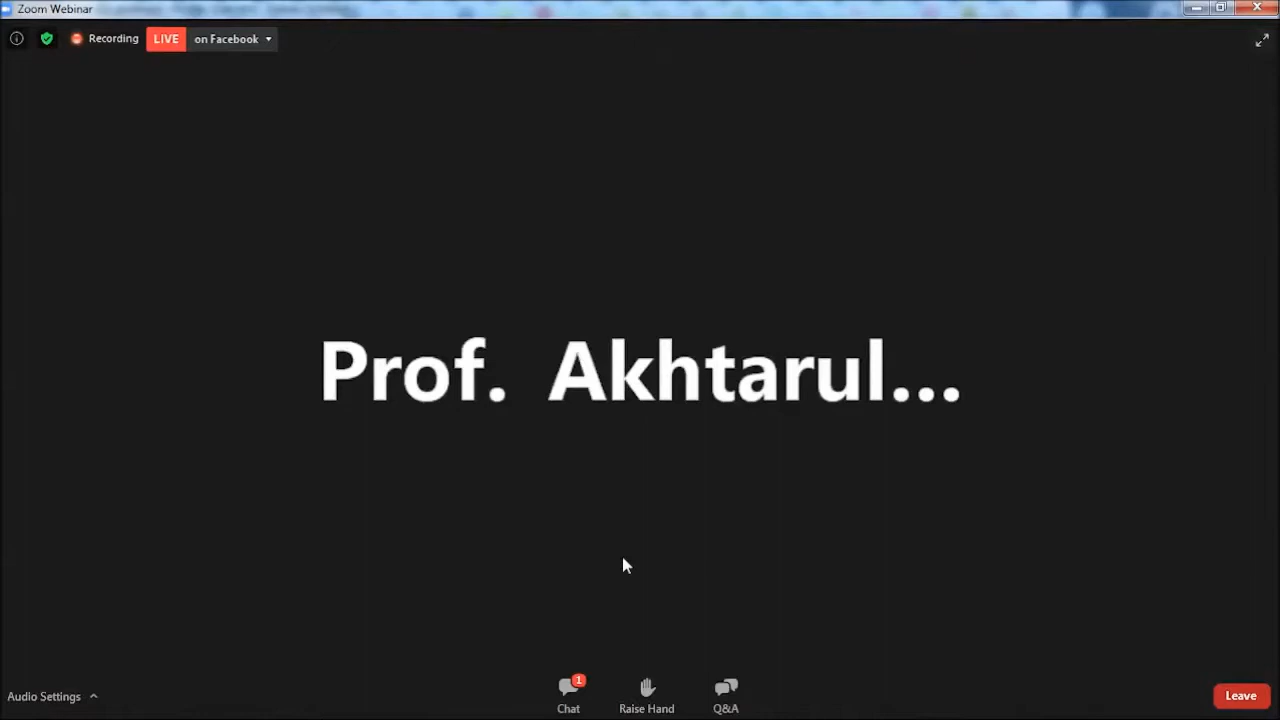 Zoom Webinar
Recording LIVE on Facebook
Prof. Akhtarul...
1
Audio Settings Chat Raise Hand Q&A Leave